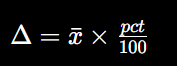 Δ = x̄ × pct/100